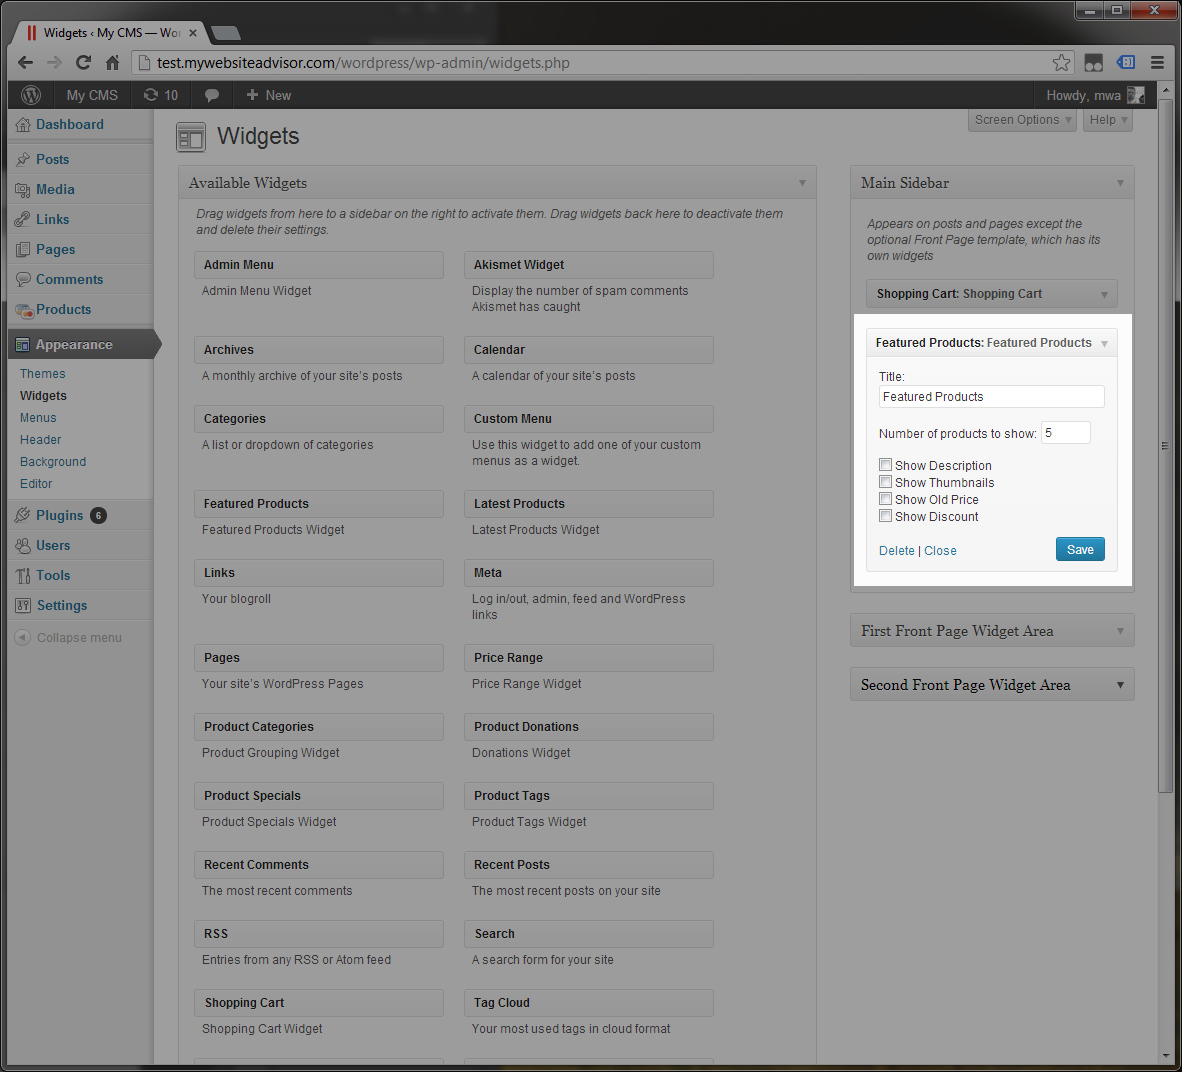 Widgets ‹ My CMS — Wor
test.mywebsiteadvisor.com/wordpress/wp-admin/widgets.php
My CMS 10 New Howdy, mwa
Screen Options Help
Widgets
Dashboard
Posts
Media
Links
Pages
Comments
Products
Appearance
Themes
Widgets
Menus
Header
Background
Editor
Plugins 6
Users
Tools
Settings
Collapse menu
Available Widgets
Drag widgets from here to a sidebar on the right to activate them. Drag widgets back here to deactivate them
and delete their settings.
Admin Menu
Admin Menu Widget
Akismet Widget
Display the number of spam comments
Akismet has caught
Archives
A monthly archive of your site's posts
Calendar
A calendar of your site's posts
Categories
A list or dropdown of categories
Custom Menu
Use this widget to add one of your custom
menus as a widget.
Featured Products
Featured Products Widget
Latest Products
Latest Products Widget
Links
Your blogroll
Meta
Log in/out, admin, feed and WordPress
links
Pages
Your site's WordPress Pages
Price Range
Price Range Widget
Product Categories
Product Grouping Widget
Product Donations
Donations Widget
Product Specials
Product Specials Widget
Product Tags
Product Tags Widget
Recent Comments
The most recent comments
Recent Posts
The most recent posts on your site
RSS
Entries from any RSS or Atom feed
Search
A search form for your site
Shopping Cart
Shopping Cart Widget
Tag Cloud
Your most used tags in cloud format
Main Sidebar
Appears on posts and pages except the
optional Front Page template, which has its
own widgets
Shopping Cart: Shopping Cart
Featured Products: Featured Products
Title:
Featured Products
Number of products to show: 5
Show Description
Show Thumbnails
Show Old Price
Show Discount
Delete | Close Save
First Front Page Widget Area
Second Front Page Widget Area